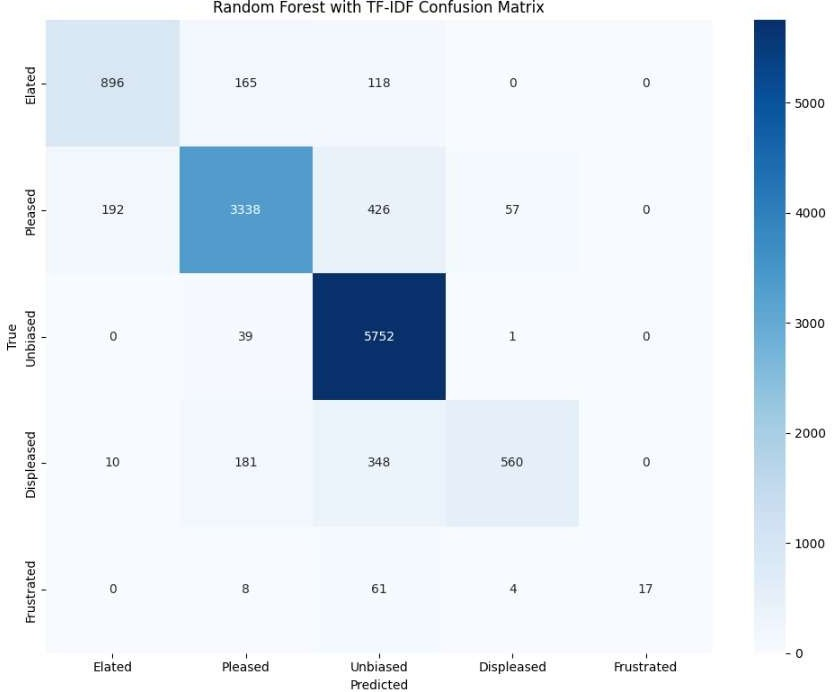 Random Forest with TF-IDF Confusion Matrix
Elated 896 165 118 0 0
Pleased 192 3338 426 57 0
Unbiased 0 39 5752 1 0
Displeased 10 181 348 560 0
Frustrated 0 8 61 4 17
True
Elated Pleased Unbiased Displeased Frustrated
Predicted
5000
4000
3000
2000
1000
0